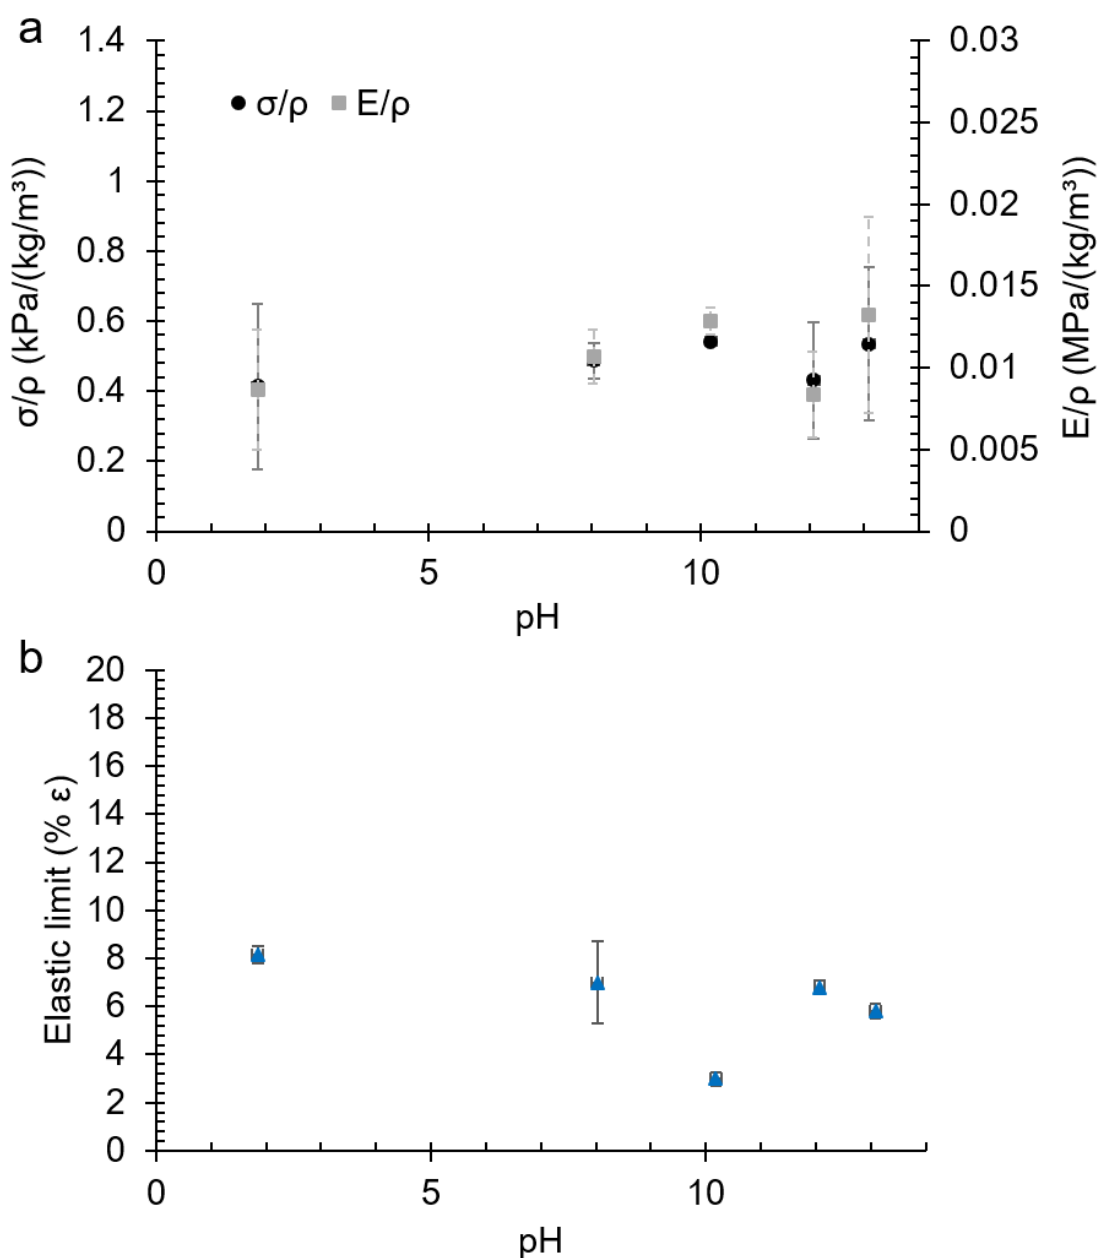 a
σ/ρ (kPa/(kg/m³))
1.4
1.2
1
0.8
0.6
0.4
0.2
0
σ/ρ E/ρ
0.03
0.025
0.02
0.015
0.01
0.005
0
E/ρ (MPa/(kg/m³))
0 5 10
pH
b
Elastic limit (% ε)
20
18
16
14
12
10
8
6
4
2
0
0 5 10
pH